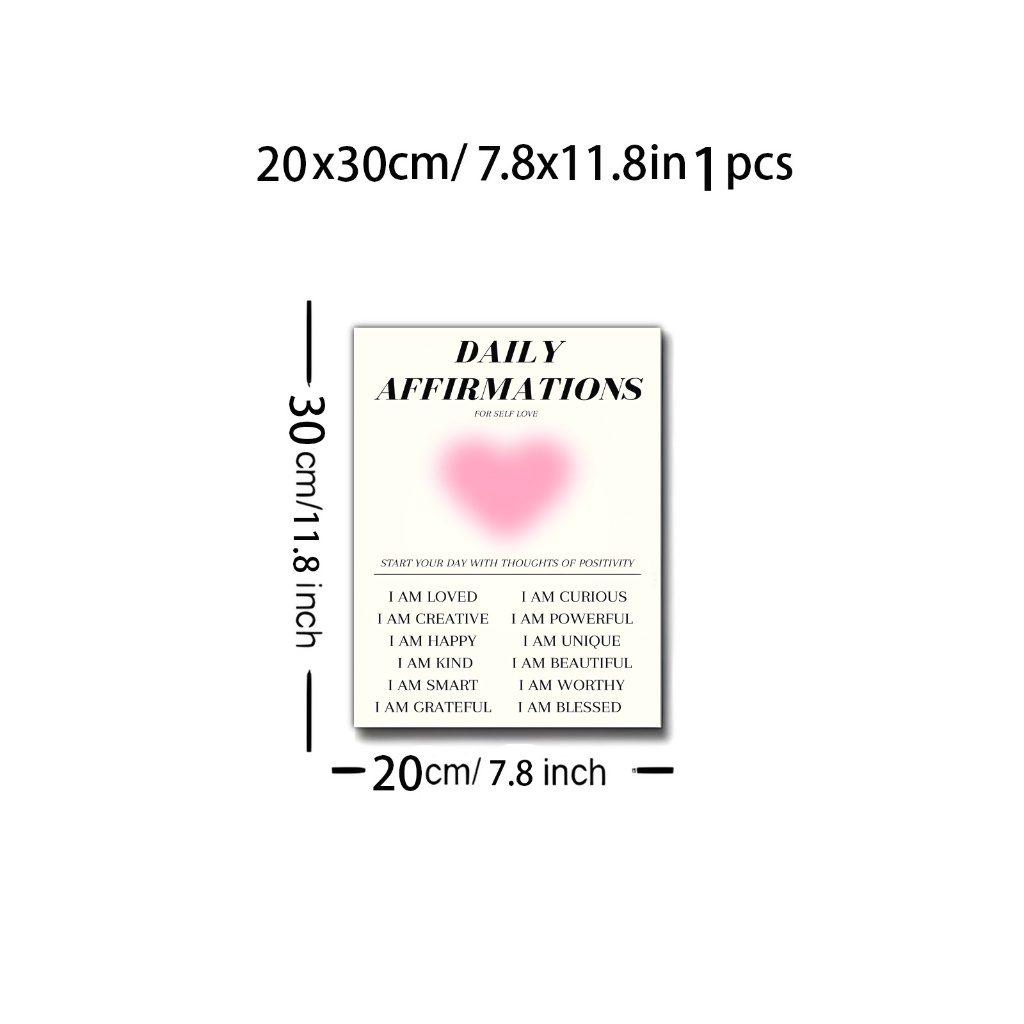 20x30cm/ 7.8x11.8in 1 pcs
30cm/11.8 inch
DAILY
AFFIRMATIONS
FOR SELF LOVE
START YOUR DAY WITH THOUGHTS OF POSITIVITY
I AM LOVED
I AM CREATIVE
I AM HAPPY
I AM KIND
I AM SMART
I AM GRATEFUL
I AM CURIOUS
I AM POWERFUL
I AM UNIQUE
I AM BEAUTIFUL
I AM WORTHY
I AM BLESSED
20cm/ 7.8 inch